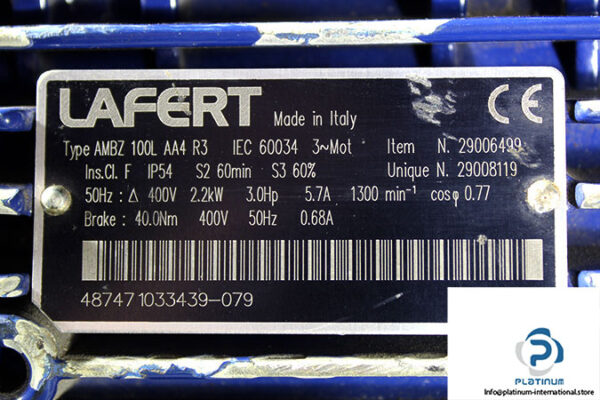 LAFERT Made in Italy CE
Type AMBZ 100L AA4 R3 IEC 60034 3~Mot Item N. 29006499
Ins.Cl. F IP54 S2 60min S3 60% Unique N. 29008119
50Hz: Δ 400V 2.2kW 3.0Hp 5.7A 1300 min⁻¹ cosφ 0.77
Brake: 40.0Nm 400V 50Hz 0.68A
487471033439-079
PLATINUM
info@platinum-international.store